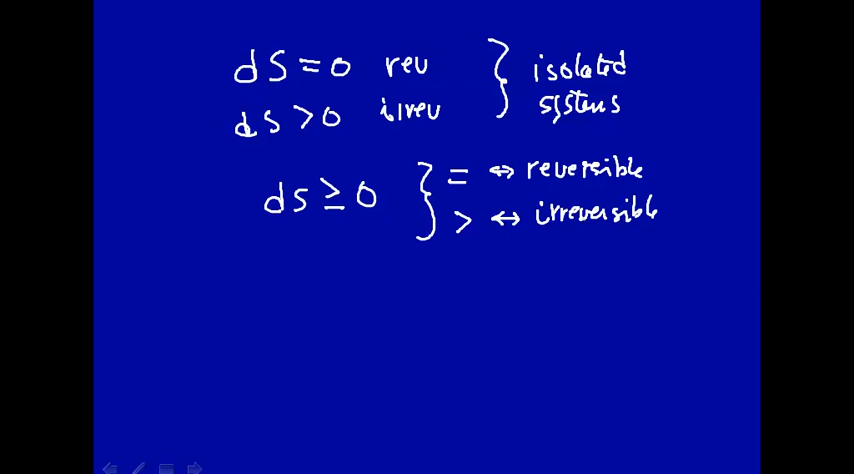 dS = 0 rev } isolated
dS > 0 irrev } systems
dS ≥ 0 { = ↔ reversible
> ↔ irreversible